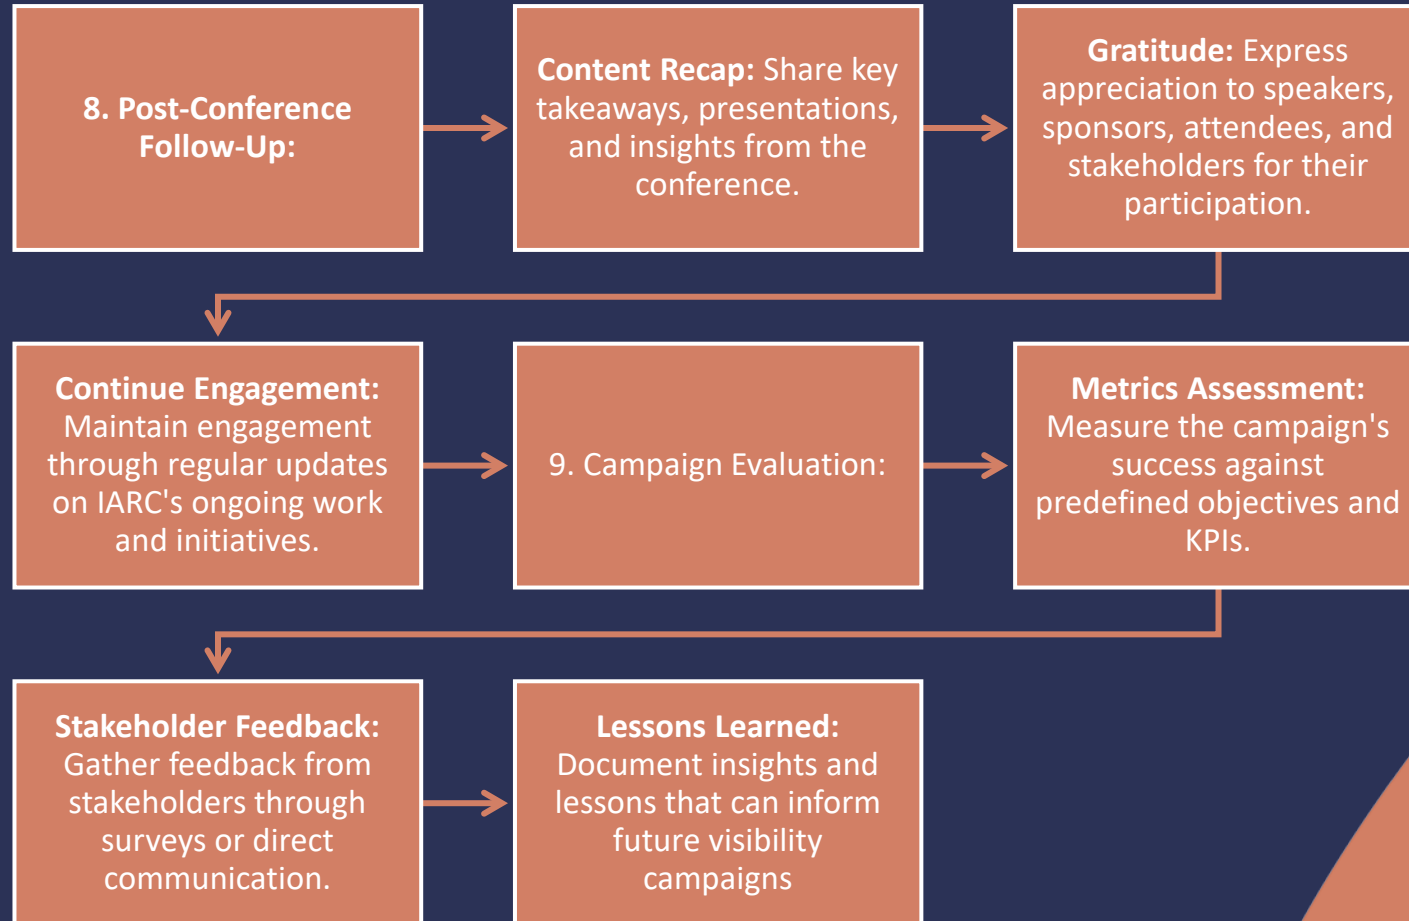 8. Post-Conference
Follow-Up:
Content Recap: Share key
takeaways, presentations,
and insights from the
conference.
Gratitude: Express
appreciation to speakers,
sponsors, attendees, and
stakeholders for their
participation.
Continue Engagement:
Maintain engagement
through regular updates
on IARC's ongoing work
and initiatives.
9. Campaign Evaluation:
Metrics Assessment:
Measure the campaign's
success against
predefined objectives and
KPIs.
Stakeholder Feedback:
Gather feedback from
stakeholders through
surveys or direct
communication.
Lessons Learned:
Document insights and
lessons that can inform
future visibility
campaigns